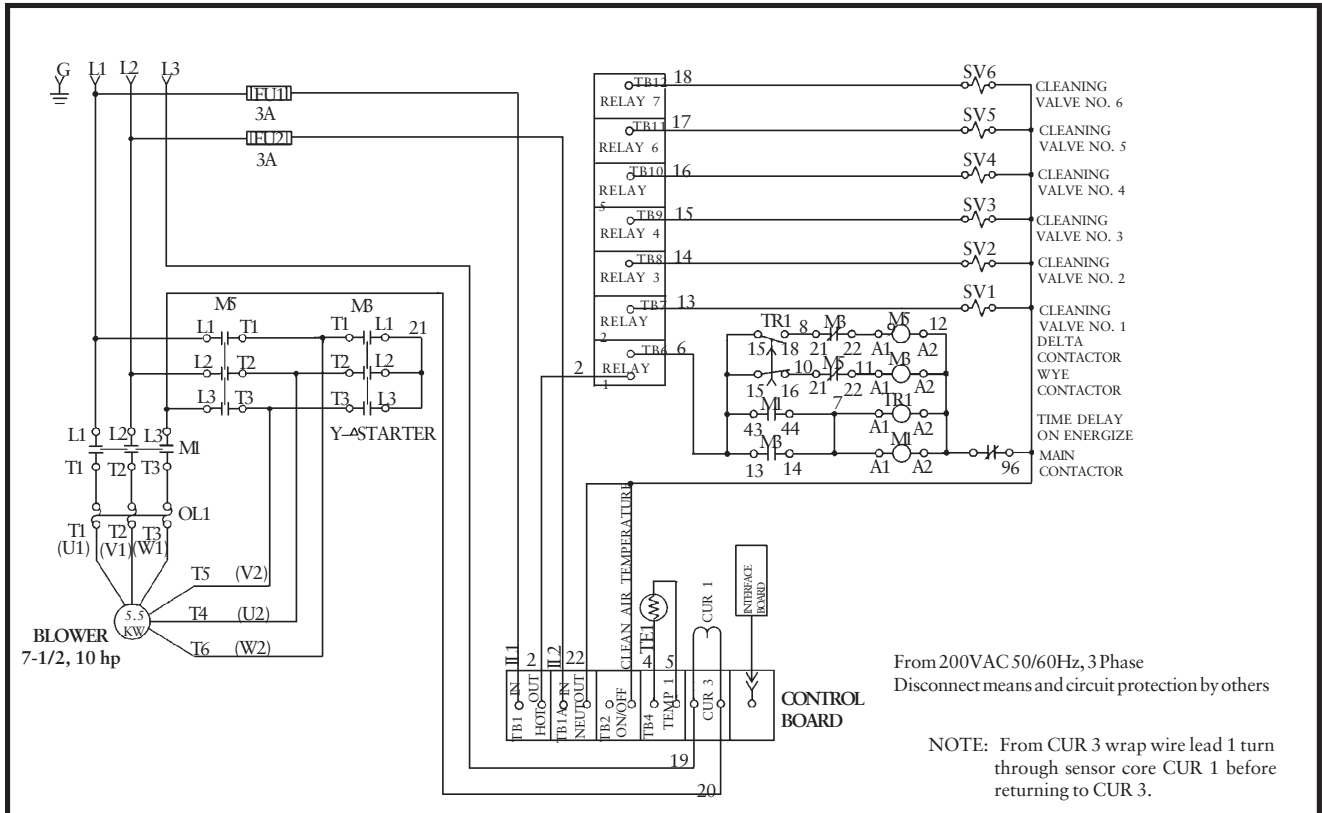 G L1 L2 L3
FU1
3A
FU2
3A
TB12 18
RELAY 7
SV6
CLEANING
VALVE NO. 6
TB11 17
RELAY 6
SV5
CLEANING
VALVE NO. 5
TB10 16
RELAY
5
SV4
CLEANING
VALVE NO. 4
TB9 15
RELAY 4
SV3
CLEANING
VALVE NO. 3
TB8 14
RELAY 3
SV2
CLEANING
VALVE NO. 2
TB7 13
RELAY
2
SV1
CLEANING
VALVE NO. 1
DELTA
CONTACTOR
WYE
CONTACTOR
TIME DELAY
ON ENERGIZE
MAIN
CONTACTOR
TB6 6
2 RELAY
1
TR1 8 M3 9 M5 12
15 18 21 22 A1 A2
10 M5 11 M3
15 16 21 22 A1 A2
M1 7 TR1
43 44 A1 A2
M3 M1
13 14 A1 A2 96
M5 M3
L1 T1 T1 L1 21
L2 T2 T2 L2
L3 T3 T3 L3
Y-Δ STARTER
L1 L2 L3 M1
T1 T2 T3
OL1
T1 T2 T3
(U1) (V1) (W1)
T5 (V2)
T4 (U2)
T6 (W2)
5.5
KW
BLOWER
7-1/2, 10 hp
CLEAN AIR TEMPERATURE
TE1
CUR 1
INTERFACE
BOARD
IL1 2 IL2 22 4 5
TB1 IN
HOT OUT
TB1A IN
NEUT OUT
TB2
ON/OFF
TB4
TEMP 1
CUR 3
CONTROL
BOARD
19
20
From 200VAC 50/60Hz, 3 Phase
Disconnect means and circuit protection by others
NOTE: From CUR 3 wrap wire lead 1 turn
through sensor core CUR 1 before
returning to CUR 3.